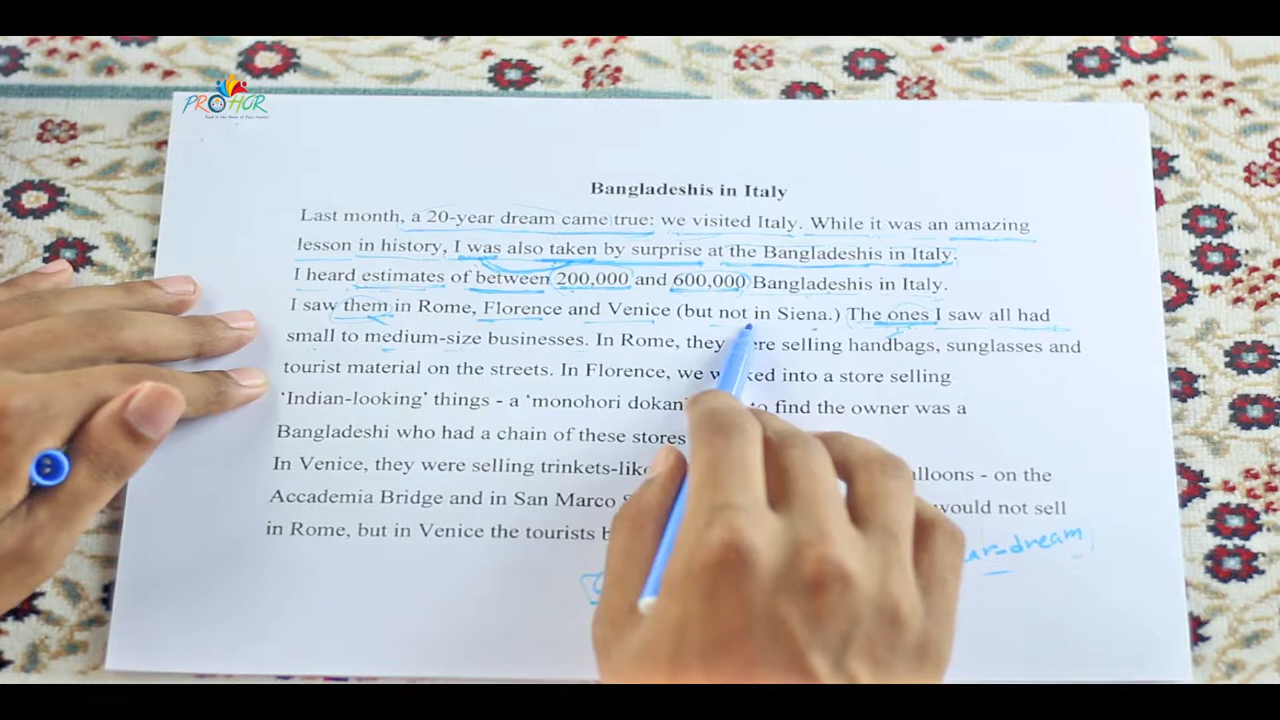 PROHOR
Bangladeshis in Italy
Last month, a 20-year dream came true: we visited Italy. While it was an amazing
lesson in history, I was also taken by surprise at the Bangladeshis in Italy.
I heard estimates of between 200,000 and 600,000 Bangladeshis in Italy.
I saw them in Rome, Florence and Venice (but not in Siena.) The ones I saw all had
small to medium-size businesses. In Rome, they were selling handbags, sunglasses and
tourist material on the streets. In Florence, we walked into a store selling
‘Indian-looking’ things - a ‘monohori dokan to find the owner was a
Bangladeshi who had a chain of these stores
In Venice, they were selling trinkets-like alloons - on the
Accademia Bridge and in San Marco would not sell
in Rome, but in Venice the tourists
ar-dream